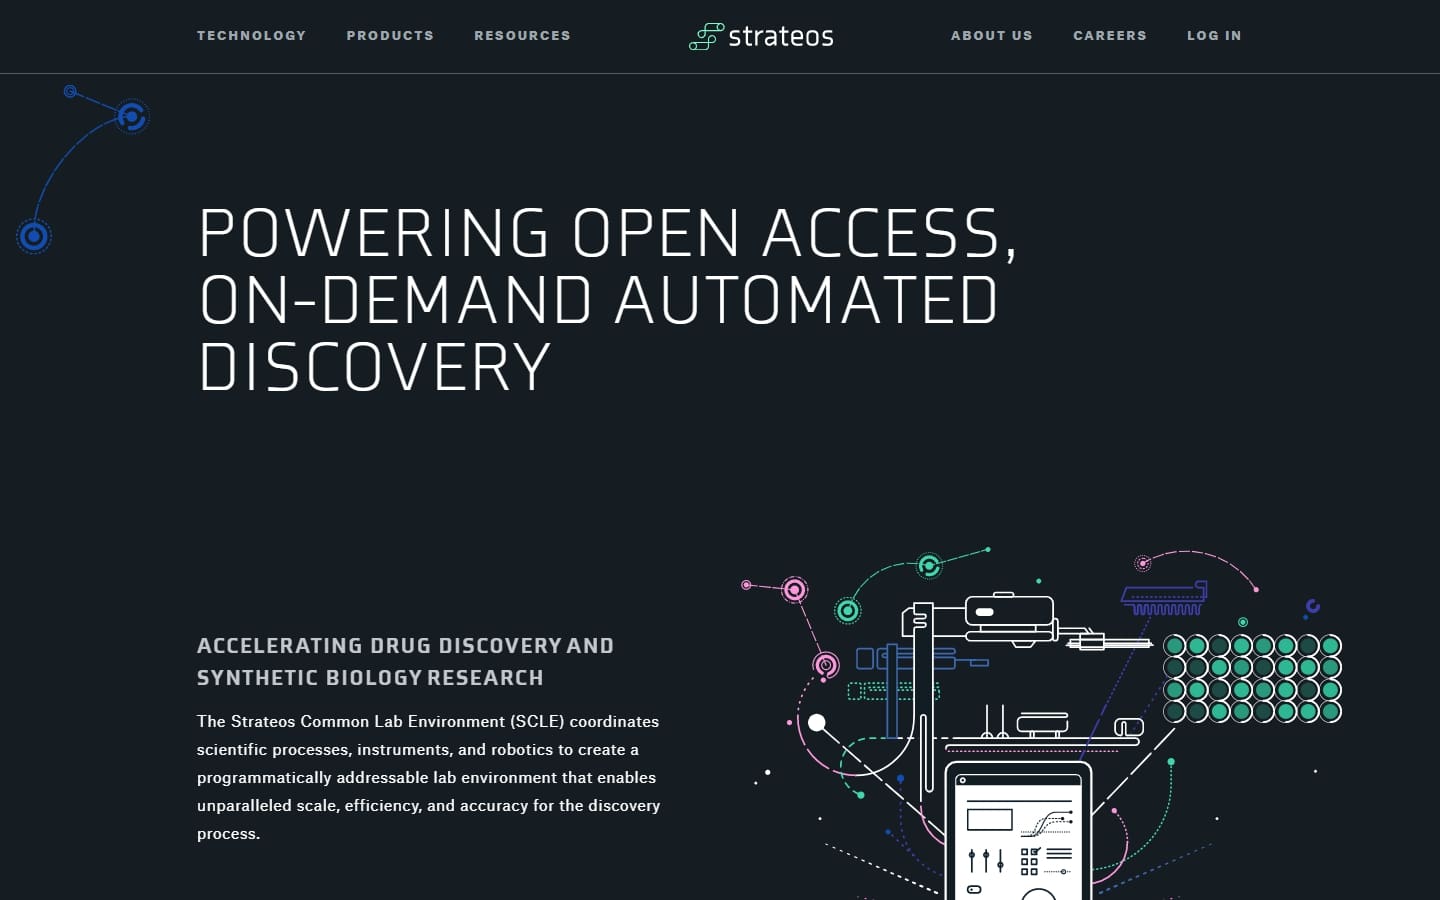 TECHNOLOGY PRODUCTS RESOURCES strateos ABOUT US CAREERS LOG IN
POWERING OPEN ACCESS,
ON-DEMAND AUTOMATED
DISCOVERY
ACCELERATING DRUG DISCOVERY AND
SYNTHETIC BIOLOGY RESEARCH
The Strateos Common Lab Environment (SCLE) coordinates
scientific processes, instruments, and robotics to create a
programmatically addressable lab environment that enables
unparalleled scale, efficiency, and accuracy for the discovery
process.